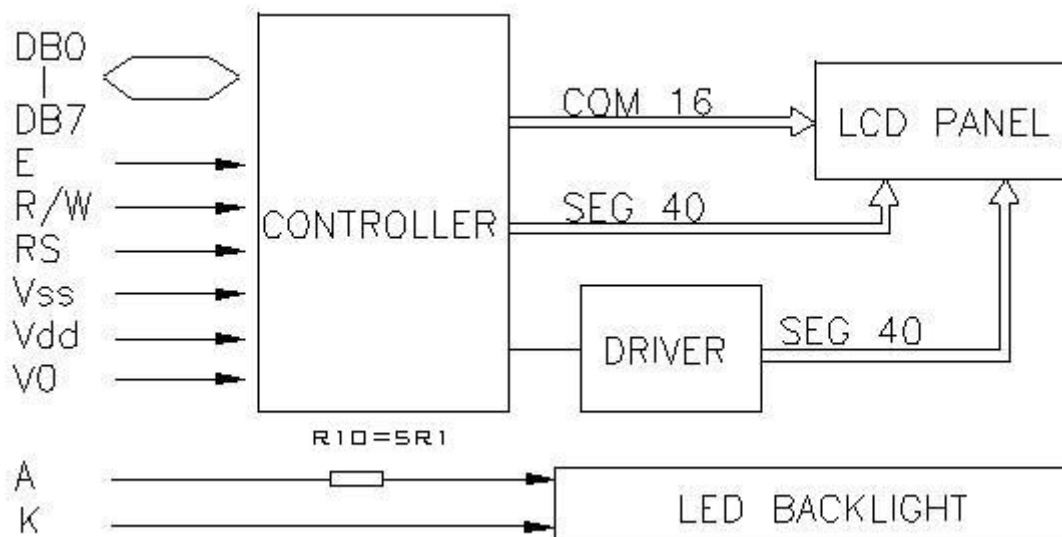 DB0
DB7
E
R/W
RS
Vss
Vdd
V0
CONTROLLER
COM 16
SEG 40
LCD PANEL
DRIVER
SEG 40
R10=5R1
A
K
LED BACKLIGHT